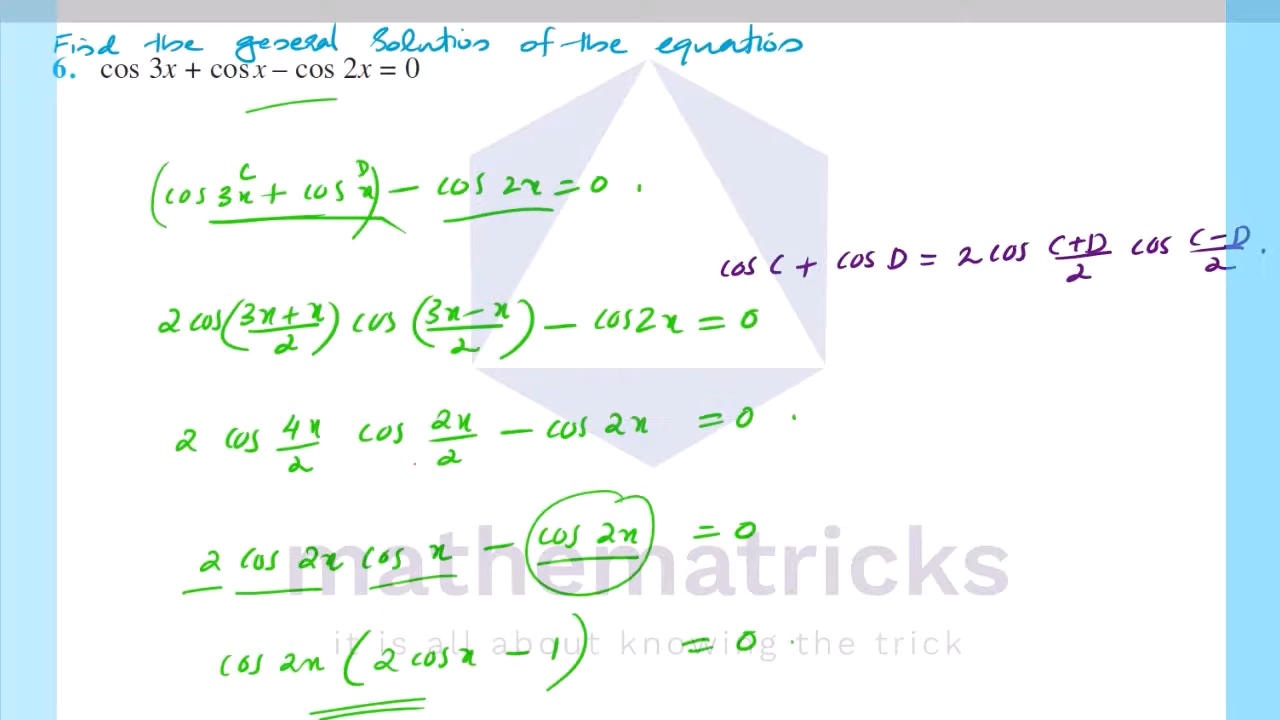 Find the general solution of the equation
6. cos 3x + cos x – cos 2x = 0
(cos 3x + cos x) – cos 2x = 0 .
C D
cos C + cos D = 2 cos (C+D)/2 cos (C–D)/2 .
2 cos((3x+x)/2) cos((3x–x)/2) – cos2x = 0
2 cos 4x/2 cos 2x/2 – cos 2x = 0 .
2 cos 2x cos x – cos 2x = 0
mathematricks
cos 2x (2 cos x – 1) = 0 .
it is all about knowing the trick